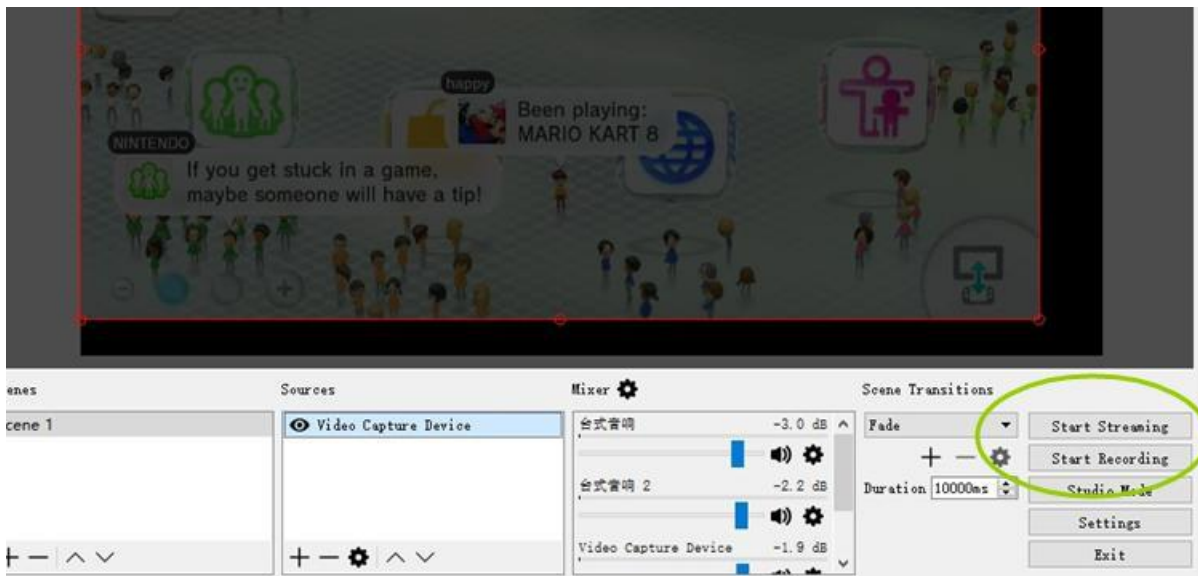 happy
Been playing:
MARIO KART 8
NINTENDO
If you get stuck in a game,
maybe someone will have a tip!
enes
Sources
Mixer
Scene Transitions
cene 1
Video Capture Device
台式音响
-3.0 dB
Fade
Start Streaming
Start Recording
台式音响 2
-2.2 dB
Duration 10000ms
Studio Mode
Settings
Video Capture Device
-1.9 dB
Exit